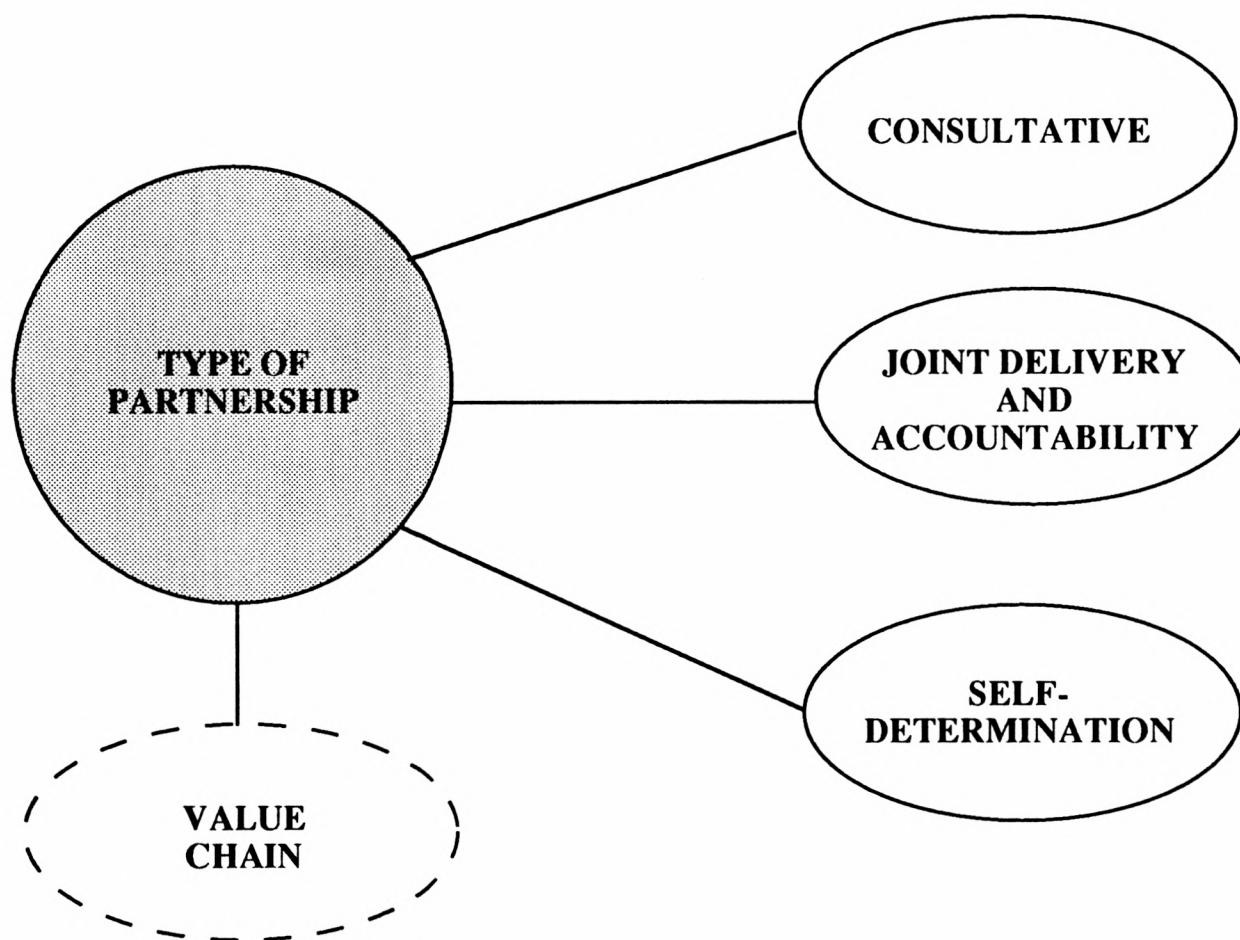 CONSULTATIVE
TYPE OF
PARTNERSHIP
JOINT DELIVERY
AND
ACCOUNTABILITY
SELF-
DETERMINATION
VALUE
CHAIN